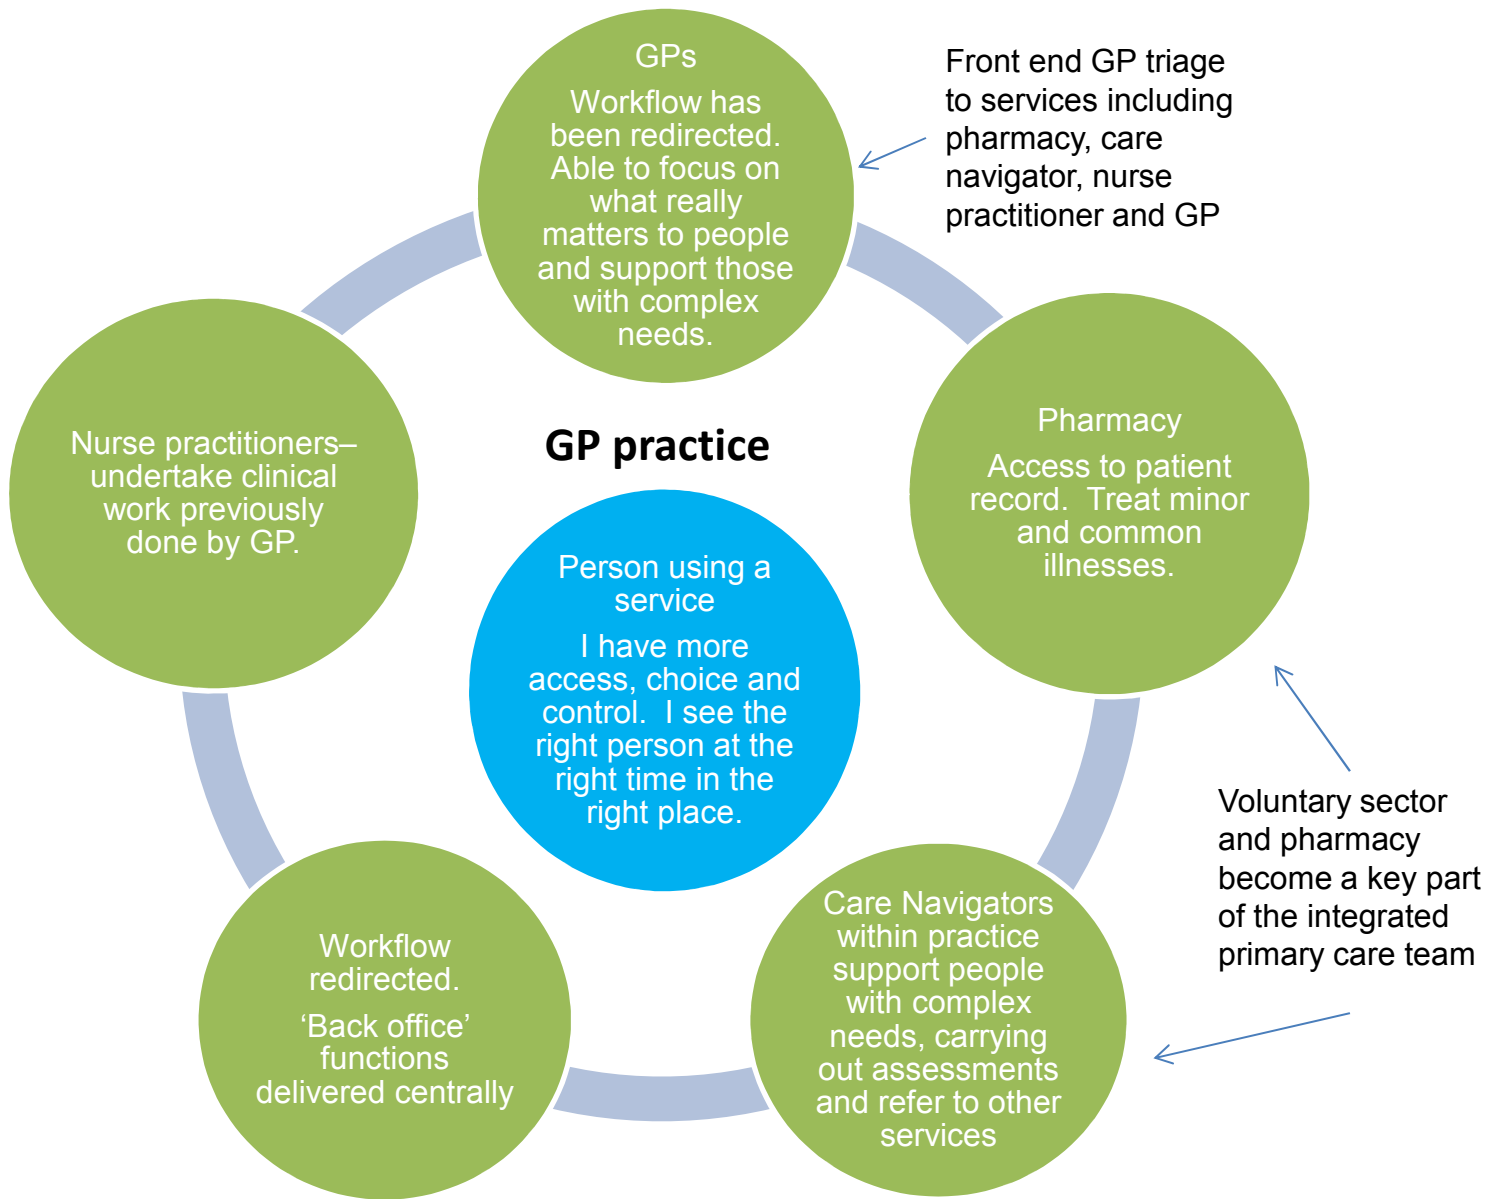 GPs
Workflow has
been redirected.
Able to focus on
what really
matters to people
and support those
with complex
needs.
Front end GP triage
to services including
pharmacy, care
navigator, nurse
practitioner and GP
Nurse practitioners–
undertake clinical
work previously
done by GP.
GP practice
Pharmacy
Access to patient
record.  Treat minor
and common
illnesses.
Person using a
service
I have more
access, choice and
control.  I see the
right person at the
right time in the
right place.
Voluntary sector
and pharmacy
become a key part
of the integrated
primary care team
Workflow
redirected.
‘Back office’
functions
delivered centrally
Care Navigators
within practice
support people
with complex
needs, carrying
out assessments
and refer to other
services